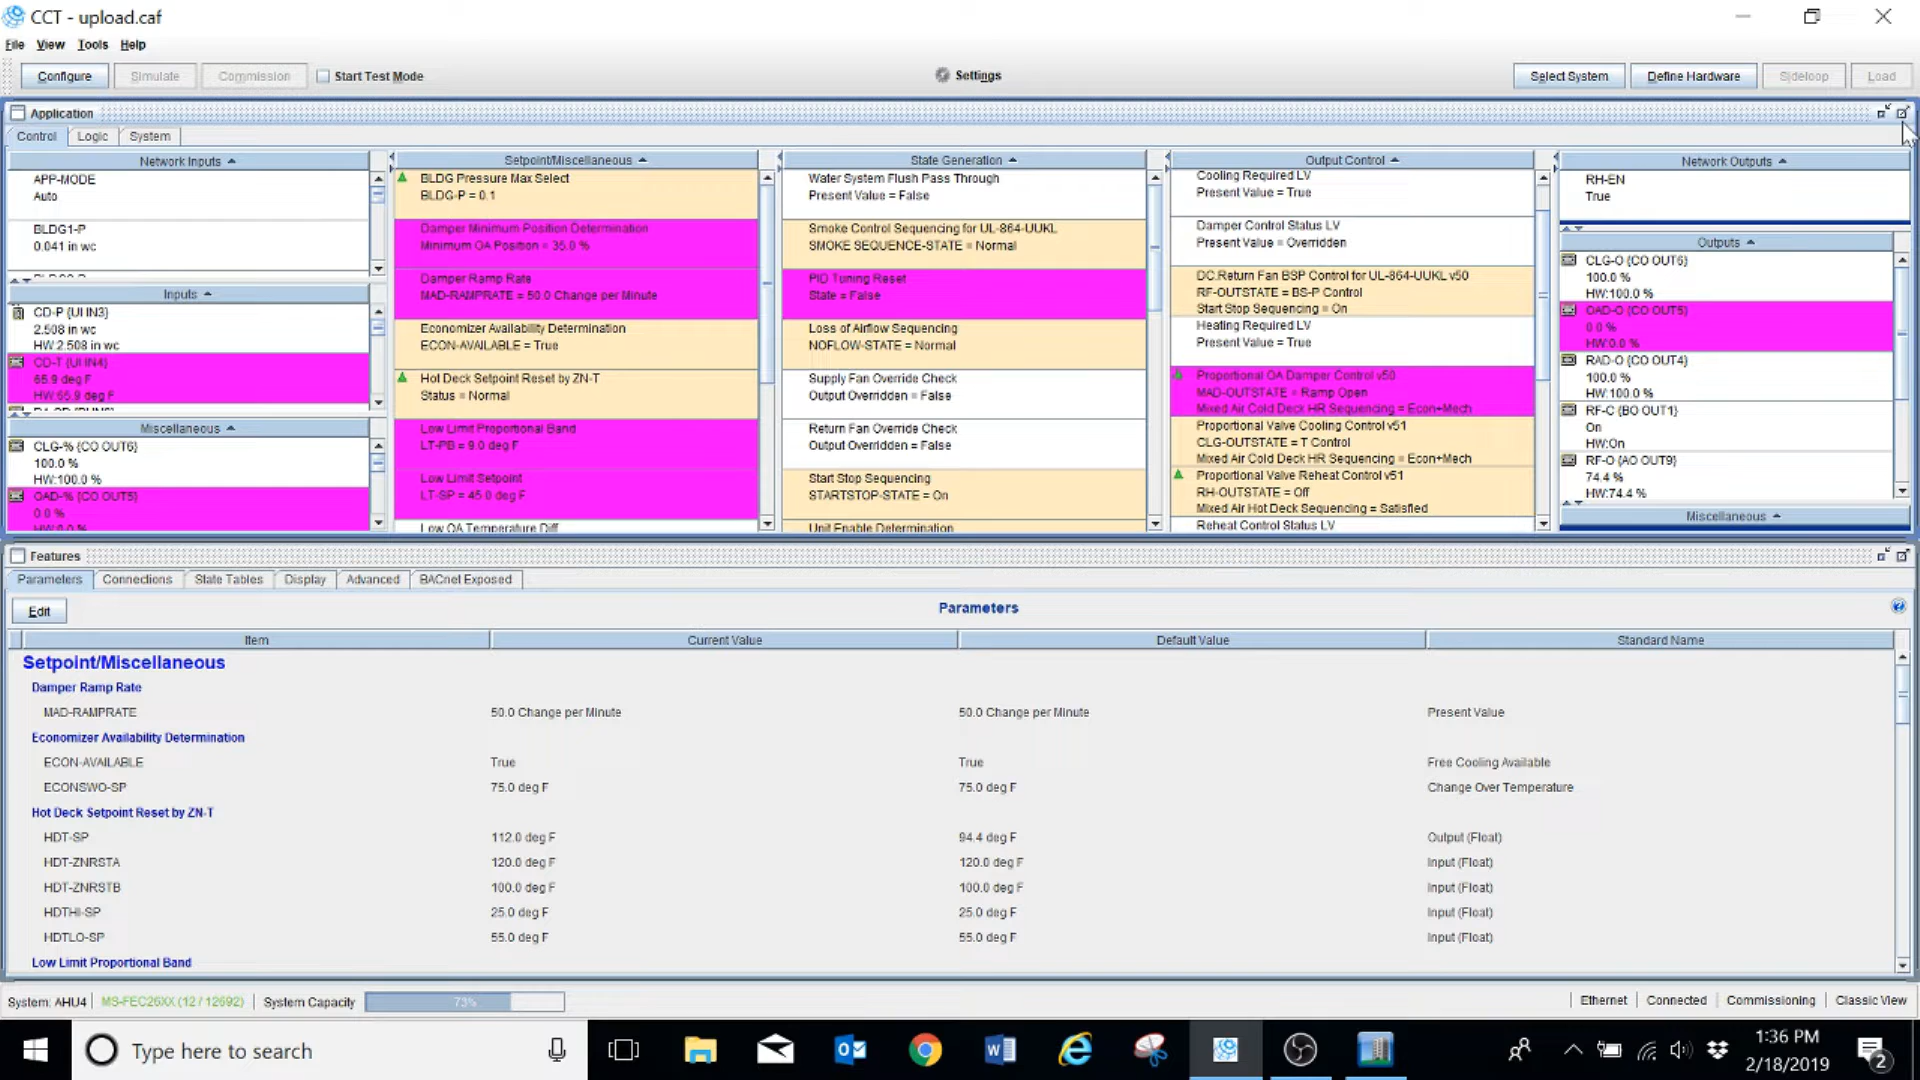 CCT - upload.caf
File View Tools Help
Configure Simulate Commission Start Test Mode Settings Select System Define Hardware Sideloop Load
Application
Control Logic System
Network Inputs
APP-MODE
Auto
BLDG1-P
0.041 in wc
Inputs
CD-P {UI IN3}
2.508 in wc
HW:2.508 in wc
CD-T {UI IN4}
65.9 deg F
HW:65.9 deg F
Miscellaneous
CLG-% {CO OUT6}
100.0 %
HW:100.0 %
OAD-% {CO OUT5}
0.0 %
HW:0.0 %
Setpoint/Miscellaneous
BLDG Pressure Max Select
BLDG-P = 0.1
Damper Minimum Position Determination
Minimum OA Position = 35.0 %
Damper Ramp Rate
MAD-RAMPRATE = 50.0 Change per Minute
Economizer Availability Determination
ECON-AVAILABLE = True
Hot Deck Setpoint Reset by ZN-T
Status = Normal
Low Limit Proportional Band
LT-PB = 9.0 deg F
Low Limit Setpoint
LT-SP = 45.0 deg F
Low OA Temperature Diff
State Generation
Water System Flush Pass Through
Present Value = False
Smoke Control Sequencing for UL-864-UUKL
SMOKE SEQUENCE-STATE = Normal
PID Tuning Reset
State = False
Loss of Airflow Sequencing
NOFLOW-STATE = Normal
Supply Fan Override Check
Output Overridden = False
Return Fan Override Check
Output Overridden = False
Start Stop Sequencing
STARTSTOP-STATE = On
Unit Enable Determination
Output Control
Cooling Required LV
Present Value = True
Damper Control Status LV
Present Value = Overridden
DC.Return Fan BSP Control for UL-864-UUKL v50
RF-OUTSTATE = BS-P Control
Start Stop Sequencing = On
Heating Required LV
Present Value = True
Proportional OA Damper Control v50
MAD-OUTSTATE = Ramp Open
Mixed Air Cold Deck HR Sequencing = Econ+Mech
Proportional Valve Cooling Control v51
CLG-OUTSTATE = T Control
Mixed Air Cold Deck HR Sequencing = Econ+Mech
Proportional Valve Reheat Control v51
RH-OUTSTATE = Off
Mixed Air Hot Deck Sequencing = Satisfied
Reheat Control Status LV
Network Outputs
RH-EN
True
Outputs
CLG-O {CO OUT6}
100.0 %
HW:100.0 %
OAD-O {CO OUT5}
0.0 %
HW:0.0 %
RAD-O {CO OUT4}
100.0 %
HW:100.0 %
RF-C {BO OUT1}
On
HW:On
RF-O {AO OUT9}
74.4 %
HW:74.4 %
Miscellaneous
Features
Parameters Connections State Tables Display Advanced BACnet Exposed
Edit Parameters
Item Current Value Default Value Standard Name
Setpoint/Miscellaneous
Damper Ramp Rate
MAD-RAMPRATE 50.0 Change per Minute 50.0 Change per Minute Present Value
Economizer Availability Determination
ECON-AVAILABLE True True Free Cooling Available
ECONSWO-SP 75.0 deg F 75.0 deg F Change Over Temperature
Hot Deck Setpoint Reset by ZN-T
HDT-SP 112.0 deg F 94.4 deg F Output (Float)
HDT-ZNRSTA 120.0 deg F 120.0 deg F Input (Float)
HDT-ZNRSTB 100.0 deg F 100.0 deg F Input (Float)
HDTHI-SP 25.0 deg F 25.0 deg F Input (Float)
HDTLO-SP 55.0 deg F 55.0 deg F Input (Float)
Low Limit Proportional Band
System: AHU4 MS-FEC26XX (12 / 12692) System Capacity 73% Ethernet Connected Commissioning Classic View
Type here to search
1:36 PM
2/18/2019
2